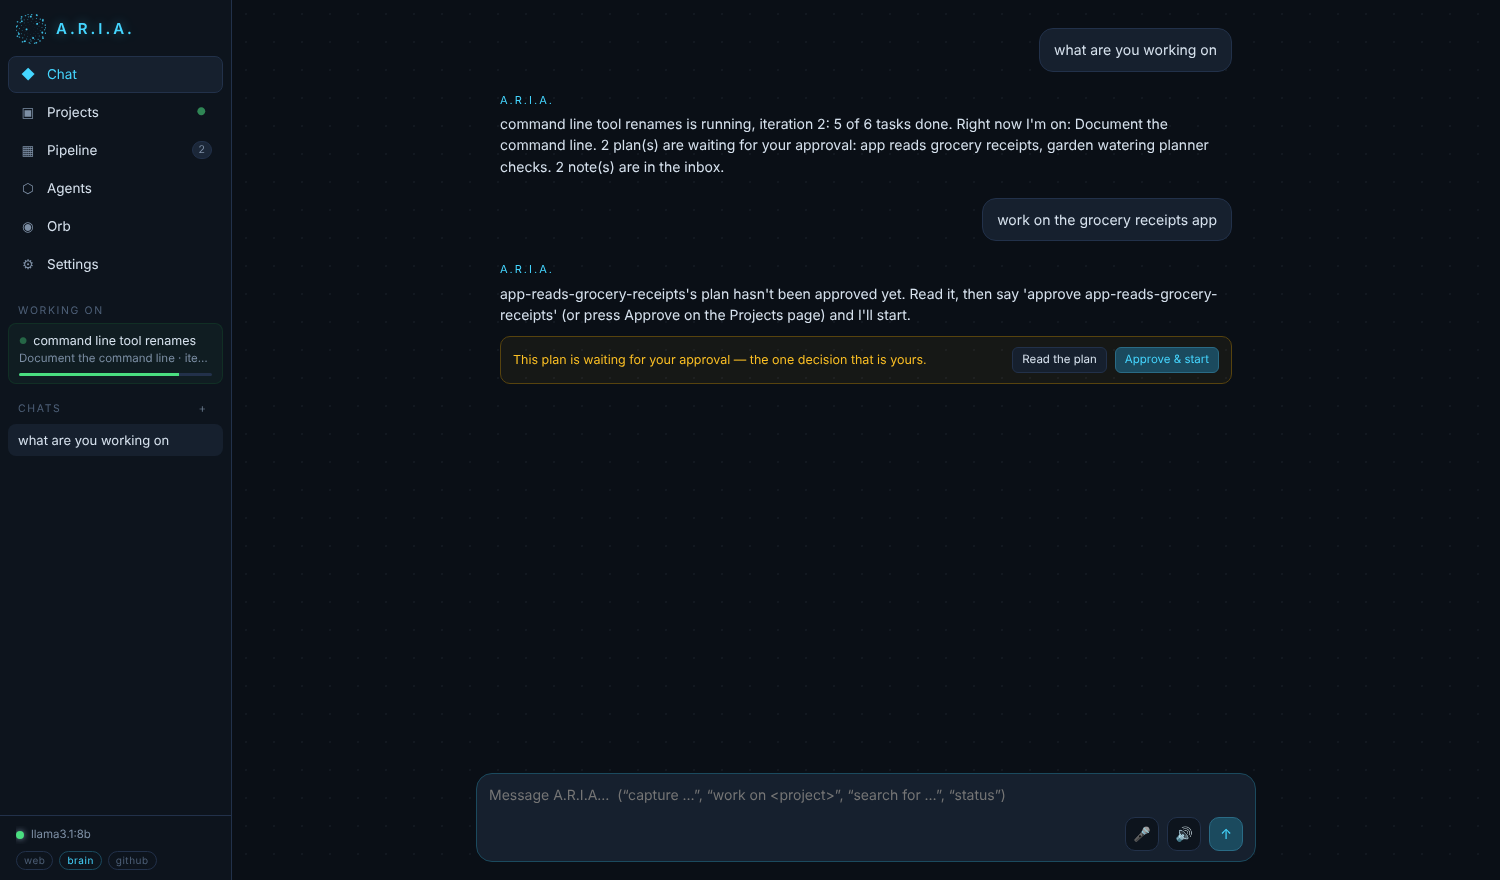 A.R.I.A.
Chat
Projects
Pipeline
2
Agents
Orb
Settings
WORKING ON
command line tool renames
Document the command line · ite...
CHATS
+
what are you working on
llama3.1:8b
web
brain
github
what are you working on
A.R.I.A.
command line tool renames is running, iteration 2: 5 of 6 tasks done. Right now I'm on: Document the
command line. 2 plan(s) are waiting for your approval: app reads grocery receipts, garden watering planner
checks. 2 note(s) are in the inbox.
work on the grocery receipts app
A.R.I.A.
app-reads-grocery-receipts's plan hasn't been approved yet. Read it, then say 'approve app-reads-grocery-
receipts' (or press Approve on the Projects page) and I'll start.
This plan is waiting for your approval — the one decision that is yours.
Read the plan
Approve & start
Message A.R.I.A... (“capture ...”, “work on <project>”, “search for ...”, “status”)